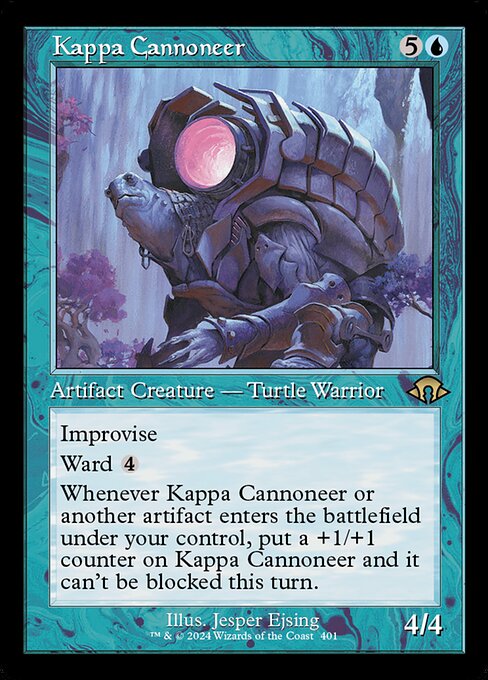 Kappa Cannoneer 5
Artifact Creature — Turtle Warrior
Improvise
Ward 4
Whenever Kappa Cannoneer or
another artifact enters the battlefield
under your control, put a +1/+1
counter on Kappa Cannoneer and it
can't be blocked this turn.
Illus. Jesper Ejsing
™ & © 2024 Wizards of the Coast 401
4/4